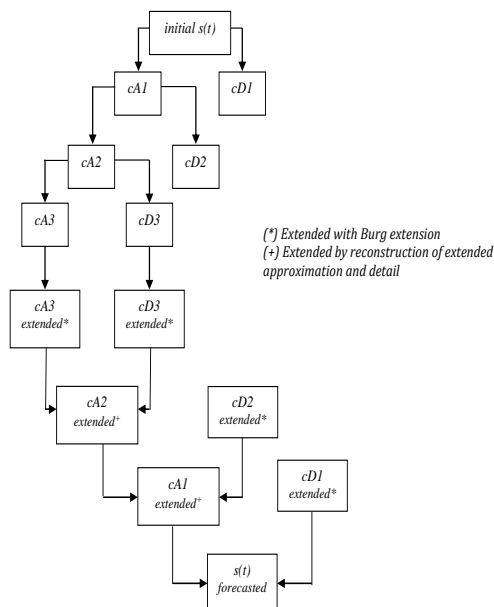 initial s(t)
cA1
cD1
cA2
cD2
cA3
cD3
(*) Extended with Burg extension
(+) Extended by reconstruction of extended
approximation and detail
cA3
extended*
cD3
extended*
cA2
extended+
cD2
extended*
cA1
extended+
cD1
extended*
s(t)
forecasted